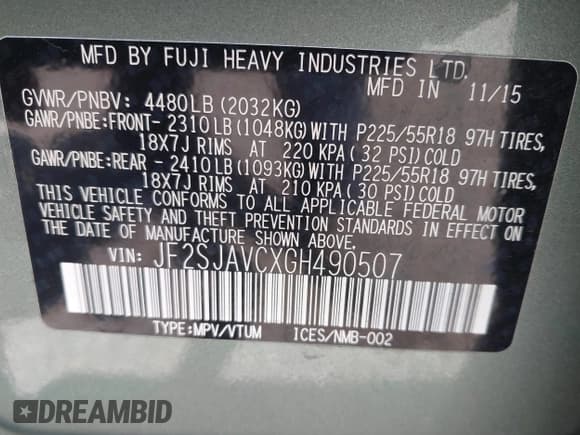 MFD BY FUJI HEAVY INDUSTRIES LTD.
MFD IN 11/15
GVWR/PNBV: 4480LB (2032KG)
GAWR/PNBE:FRONT- 2310LB (1048KG) WITH P225/55R18 97H TIRES,
18X7J RIMS AT 220 KPA (32 PSI) COLD
GAWR/PNBE:REAR - 2410LB (1093KG) WITH P225/55R18 97H TIRES,
18X7J RIMS AT 210 KPA (30 PSI) COLD
THIS VEHICLE CONFORMS TO ALL APPLICABLE FEDERAL MOTOR
VEHICLE SAFETY AND THEFT PREVENTION STANDARDS IN EFFECT ON
THE DATE OF MANUFACTURE SHOWN ABOVE.
VIN: JF2SJAVCXGH490507
TYPE:MPV/VTUM ICES/NMB-002
DREAMBID